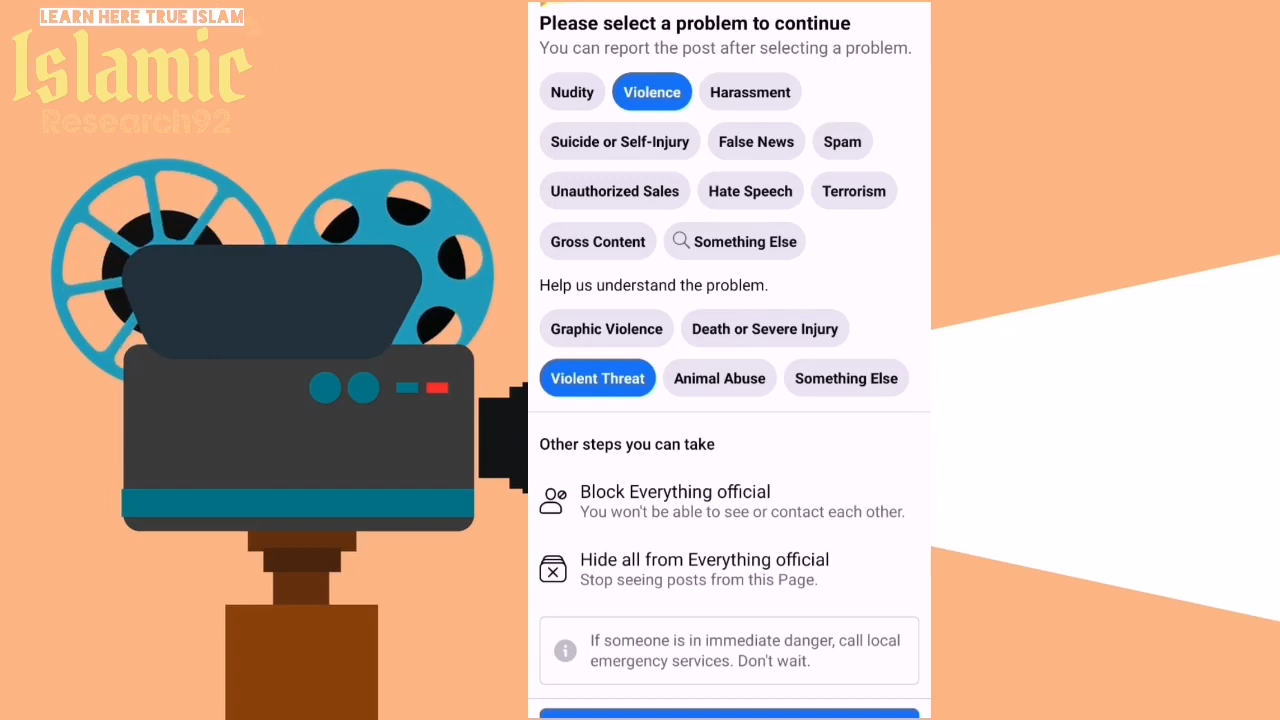 LEARN HERE TRUE ISLAM
Islamic
Research92
Please select a problem to continue
You can report the post after selecting a problem.
Nudity Violence Harassment
Suicide or Self-Injury False News Spam
Unauthorized Sales Hate Speech Terrorism
Gross Content Something Else
Help us understand the problem.
Graphic Violence Death or Severe Injury
Violent Threat Animal Abuse Something Else
Other steps you can take
Block Everything official
You won't be able to see or contact each other.
Hide all from Everything official
Stop seeing posts from this Page.
If someone is in immediate danger, call local
emergency services. Don't wait.